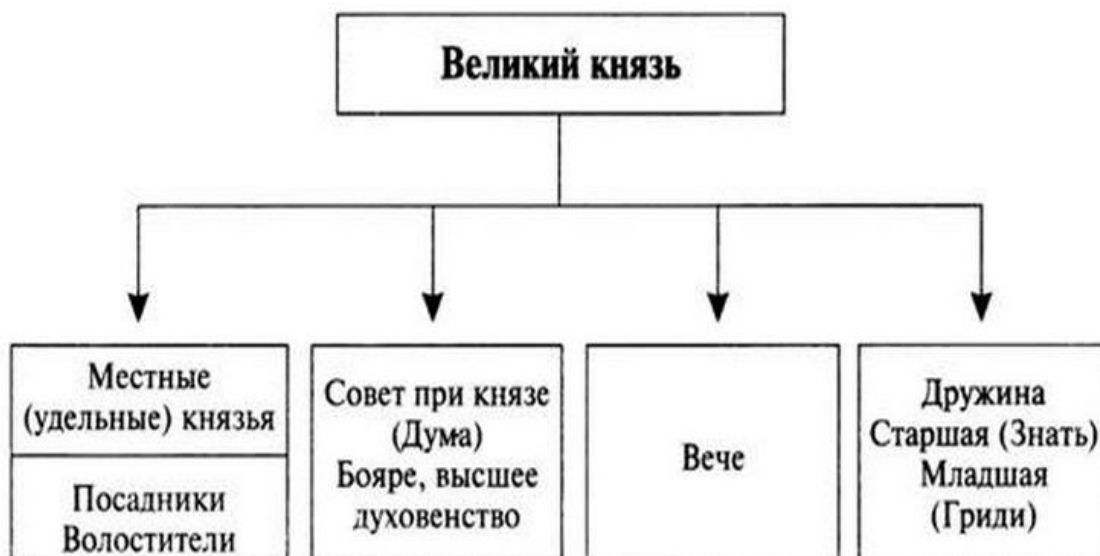 Великий князь
Местные
(удельные) князья
Посадники
Волостители
Совет при князе
(Дума)
Бояре, высшее
духовенство
Вече
Дружина
Старшая (Знать)
Младшая
(Гриди)